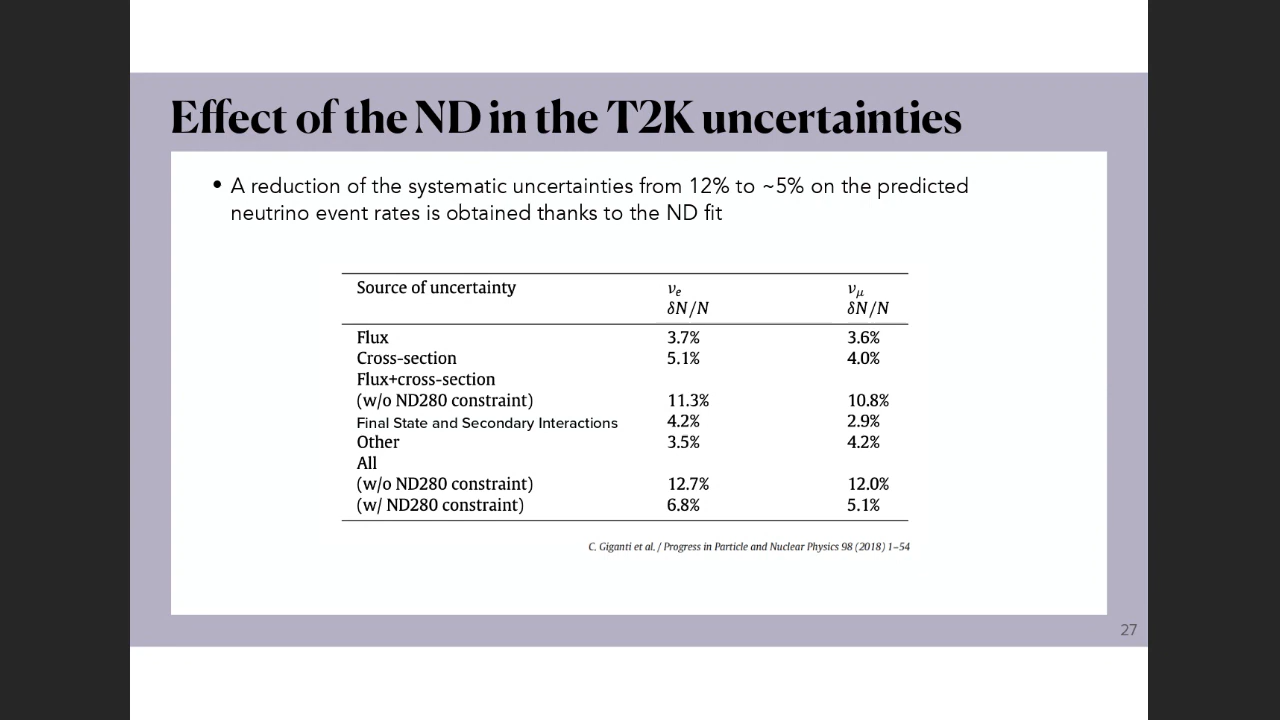 Effect of the ND in the T2K uncertainties
• A reduction of the systematic uncertainties from 12% to ~5% on the predicted
neutrino event rates is obtained thanks to the ND fit
Source of uncertainty νe νμ
δN/N δN/N
Flux 3.7% 3.6%
Cross-section 5.1% 4.0%
Flux+cross-section
(w/o ND280 constraint) 11.3% 10.8%
Final State and Secondary Interactions 4.2% 2.9%
Other 3.5% 4.2%
All
(w/o ND280 constraint) 12.7% 12.0%
(w/ ND280 constraint) 6.8% 5.1%
C. Giganti et al. / Progress in Particle and Nuclear Physics 98 (2018) 1–54
27